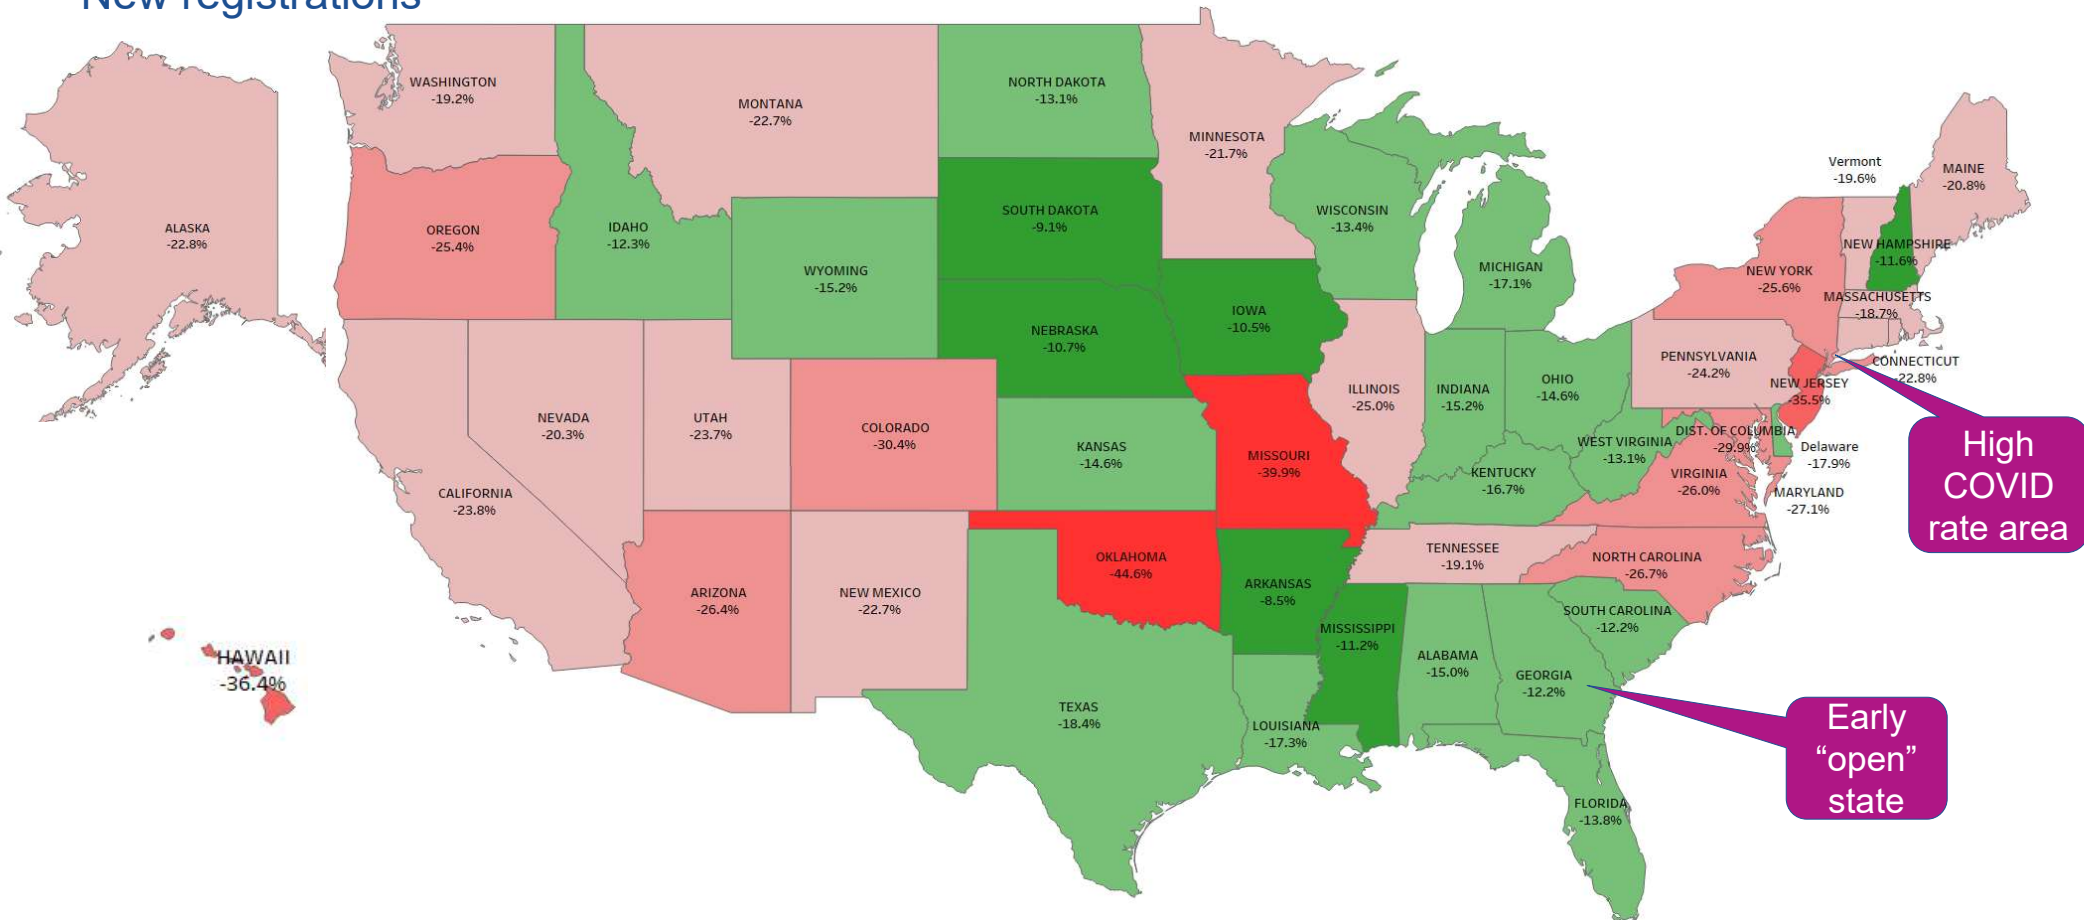 New registrations
WASHINGTON
-19.2%
MONTANA
-22.7%
NORTH DAKOTA
-13.1%
MINNESOTA
-21.7%
Vermont
-19.6%
MAINE
-20.8%
ALASKA
-22.8%
OREGON
-25.4%
IDAHO
-12.3%
SOUTH DAKOTA
-9.1%
WISCONSIN
-13.4%
WYOMING
-15.2%
MICHIGAN
-17.1%
NEW YORK
-25.6%
NEW HAMPSHIRE
-11.6%
MASSACHUSETTS
-18.7%
NEBRASKA
-10.7%
IOWA
-10.5%
PENNSYLVANIA
-24.2%
CONNECTICUT
-22.8%
NEW JERSEY
-35.5%
NEVADA
-20.3%
UTAH
-23.7%
COLORADO
-30.4%
KANSAS
-14.6%
MISSOURI
-39.9%
ILLINOIS
-25.0%
INDIANA
-15.2%
OHIO
-14.6%
WEST VIRGINIA
-13.1%
DIST. OF COLUMBIA
-29.9%
Delaware
-17.9%
High
COVID
rate area
CALIFORNIA
-23.8%
KENTUCKY
-16.7%
VIRGINIA
-26.0%
MARYLAND
-27.1%
ARIZONA
-26.4%
NEW MEXICO
-22.7%
OKLAHOMA
-44.6%
ARKANSAS
-8.5%
TENNESSEE
-19.1%
NORTH CAROLINA
-26.7%
SOUTH CAROLINA
-12.2%
HAWAII
-36.4%
TEXAS
-18.4%
LOUISIANA
-17.3%
MISSISSIPPI
-11.2%
ALABAMA
-15.0%
GEORGIA
-12.2%
Early
“open”
state
FLORIDA
-13.8%